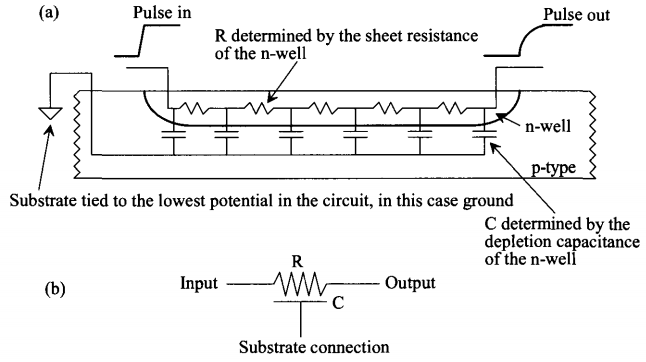 (a)
Pulse in
Pulse out
R determined by the sheet resistance
of the n-well
n-well
p-type
Substrate tied to the lowest potential in the circuit, in this case ground
C determined by the
depletion capacitance
of the n-well
(b)
R
Input
Output
C
Substrate connection